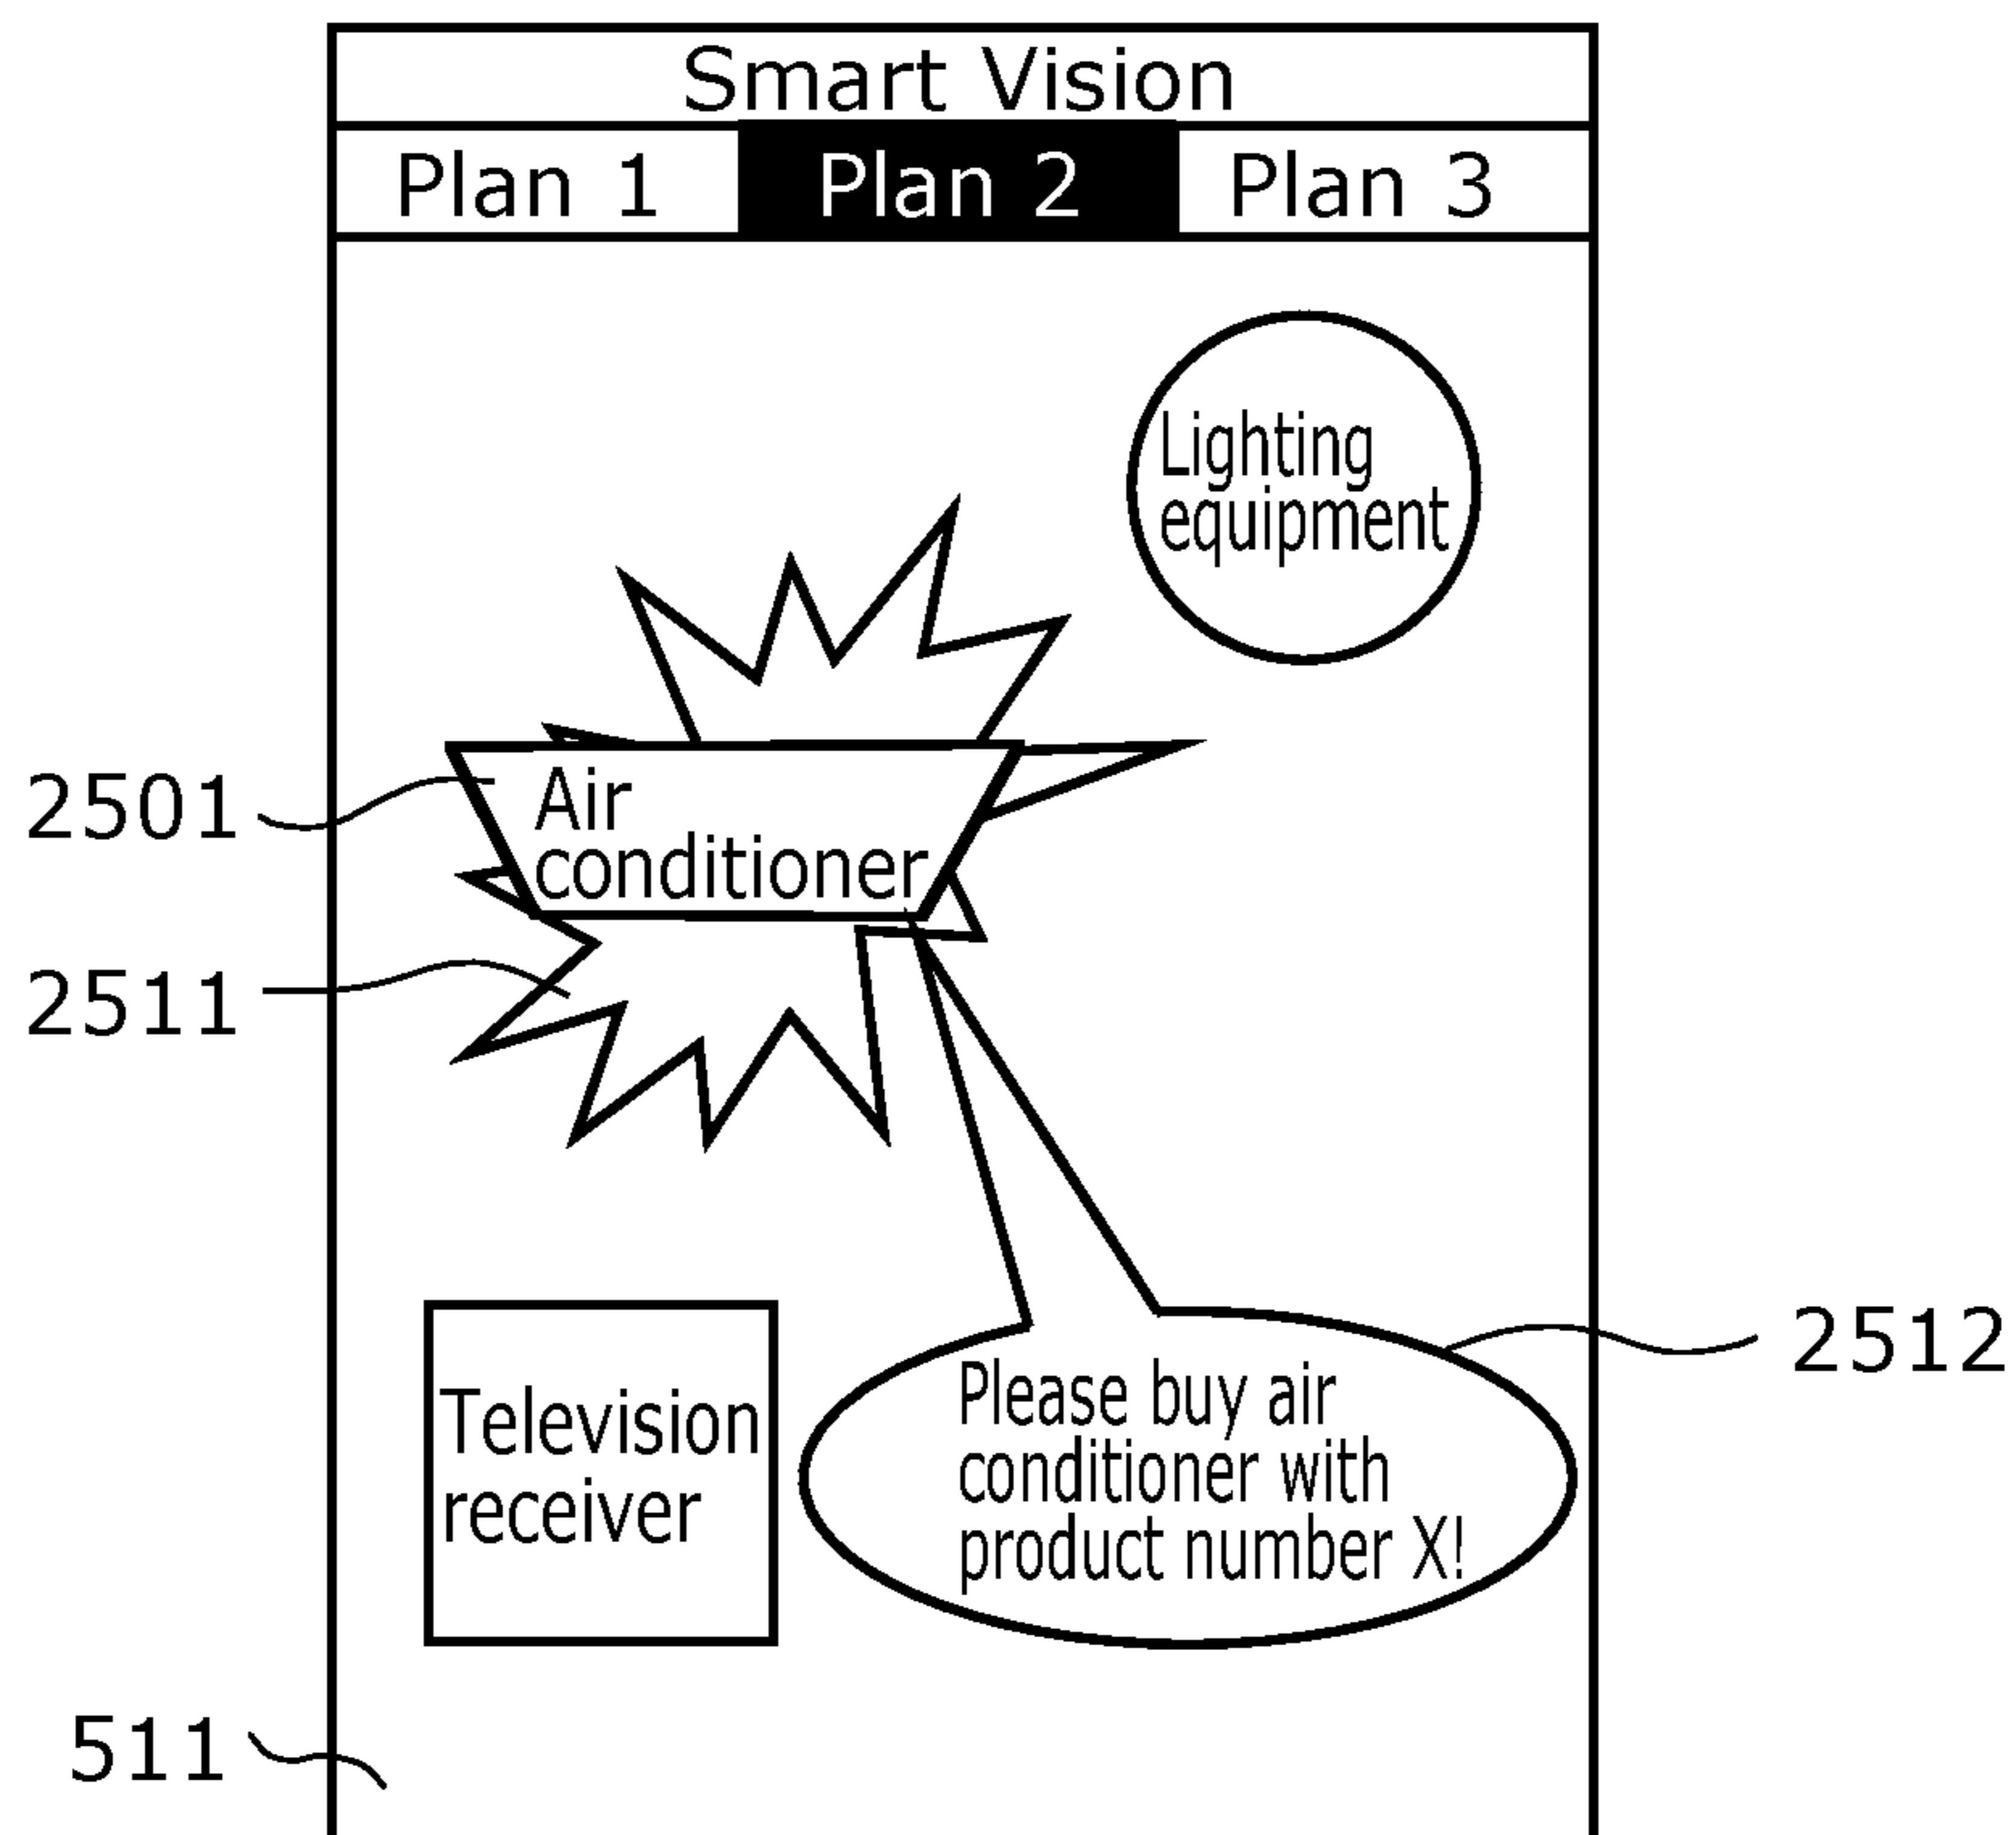 Smart Vision
Plan 1 Plan 2 Plan 3
Lighting
equipment
2501
Air
conditioner
2511
2512
Television
receiver
Please buy air
conditioner with
product number X!
511